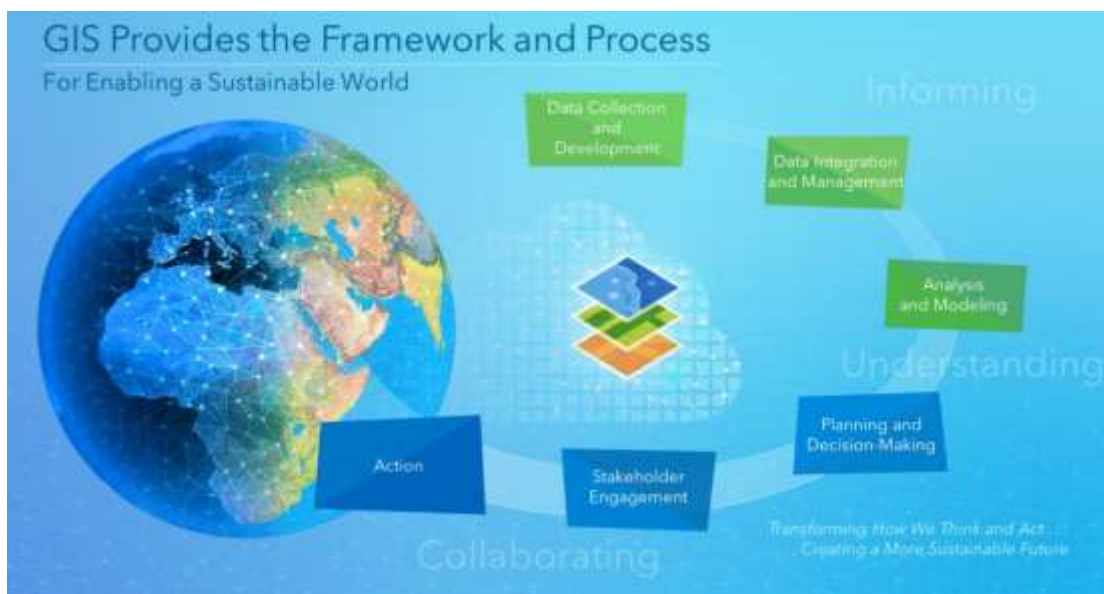 GIS Provides the Framework and Process
For Enabling a Sustainable World
Informing
Data Collection
and
Development
Data Integration
and Management
Analysis
and Modeling
Understanding
Planning and
Decision-Making
Stakeholder
Engagement
Action
Collaborating
Transforming How We Think and Act
. . . Creating a More Sustainable Future